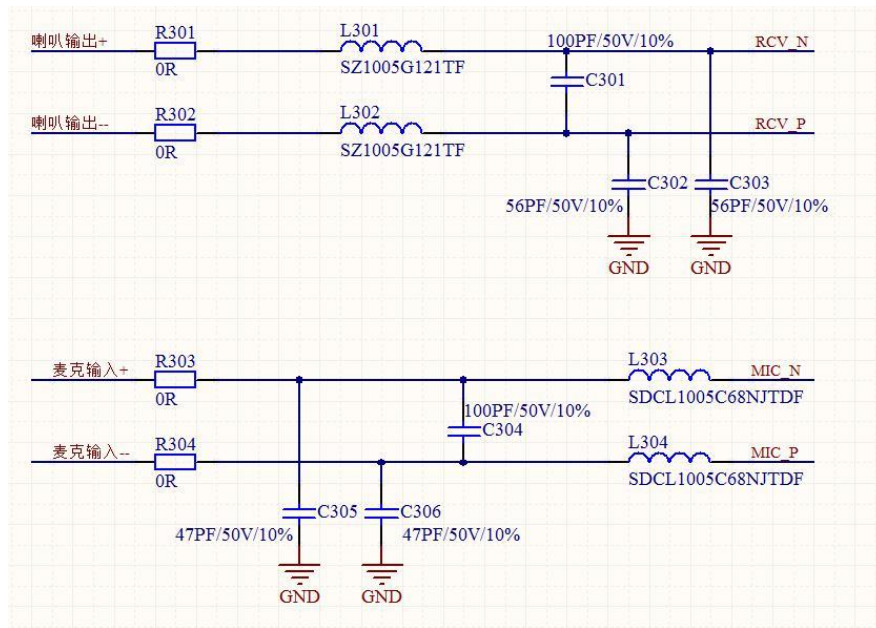 喇叭输出+
R301
0R
L301
SZ1005G121TF
100PF/50V/10%
C301
RCV_N
喇叭输出--
R302
0R
L302
SZ1005G121TF
RCV_P
C302
56PF/50V/10%
C303
56PF/50V/10%
GND
GND
麦克输入+
R303
0R
L303
SDCL1005C68NJTDF
MIC_N
100PF/50V/10%
C304
麦克输入--
R304
0R
L304
SDCL1005C68NJTDF
MIC_P
C305
47PF/50V/10%
C306
47PF/50V/10%
GND
GND